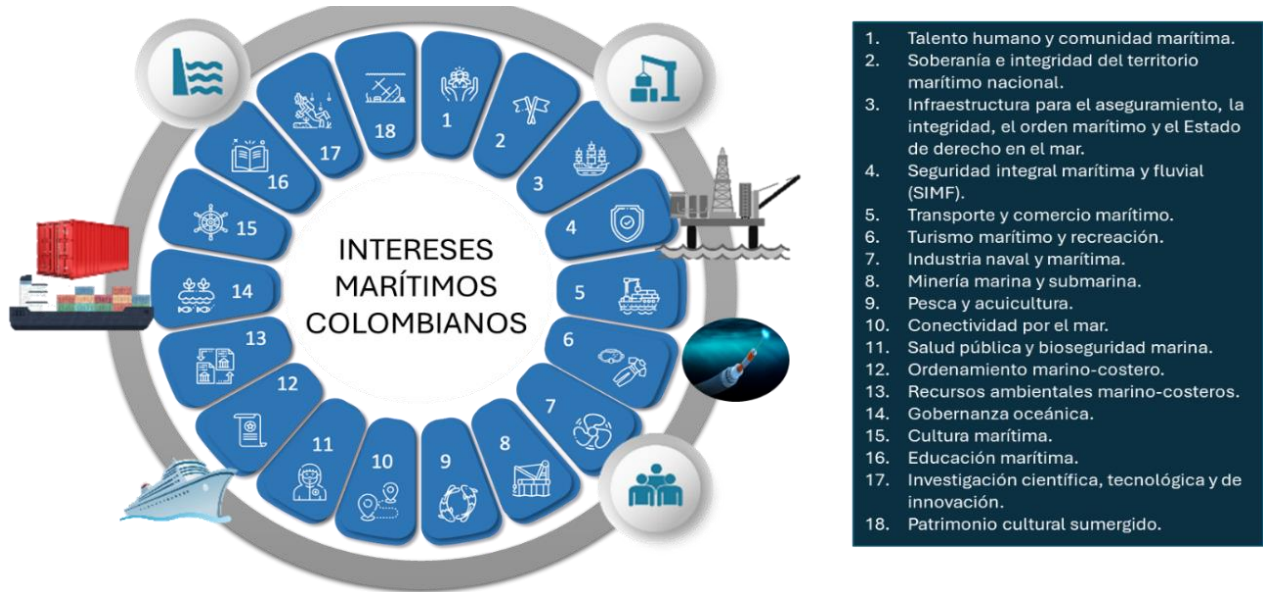 INTERESES
MARÍTIMOS
COLOMBIANOS
1
2
3
4
5
6
7
8
9
10
11
12
13
14
15
16
17
18
1. Talento humano y comunidad marítima.
2. Soberanía e integridad del territorio
marítimo nacional.
3. Infraestructura para el aseguramiento, la
integridad, el orden marítimo y el Estado
de derecho en el mar.
4. Seguridad integral marítima y fluvial
(SIMF).
5. Transporte y comercio marítimo.
6. Turismo marítimo y recreación.
7. Industria naval y marítima.
8. Minería marina y submarina.
9. Pesca y acuicultura.
10. Conectividad por el mar.
11. Salud pública y bioseguridad marina.
12. Ordenamiento marino-costero.
13. Recursos ambientales marino-costeros.
14. Gobernanza oceánica.
15. Cultura marítima.
16. Educación marítima.
17. Investigación científica, tecnológica y de
innovación.
18. Patrimonio cultural sumergido.